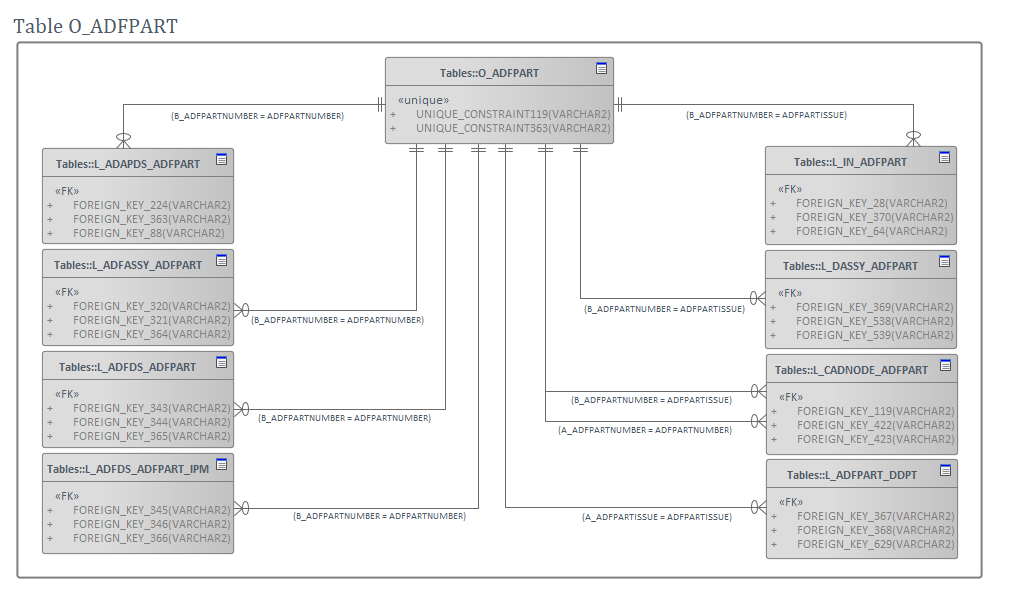 Table O_ADFPART
Tables::O_ADFPART
«unique»
+ UNIQUE_CONSTRAINT119(VARCHAR2)
+ UNIQUE_CONSTRAINT363(VARCHAR2)
(B_ADFPARTNUMBER = ADFPARTNUMBER)
(B_ADFPARTNUMBER = ADFPARTISSUE)
Tables::L_ADAPDS_ADFPART
«FK»
+ FOREIGN_KEY_224(VARCHAR2)
+ FOREIGN_KEY_363(VARCHAR2)
+ FOREIGN_KEY_88(VARCHAR2)
Tables::L_ADFASSY_ADFPART
«FK»
+ FOREIGN_KEY_320(VARCHAR2)
+ FOREIGN_KEY_321(VARCHAR2)
+ FOREIGN_KEY_364(VARCHAR2)
(B_ADFPARTNUMBER = ADFPARTNUMBER)
Tables::L_ADFDS_ADFPART
«FK»
+ FOREIGN_KEY_343(VARCHAR2)
+ FOREIGN_KEY_344(VARCHAR2)
+ FOREIGN_KEY_365(VARCHAR2)
(B_ADFPARTNUMBER = ADFPARTNUMBER)
Tables::L_ADFDS_ADFPART_IPM
«FK»
+ FOREIGN_KEY_345(VARCHAR2)
+ FOREIGN_KEY_346(VARCHAR2)
+ FOREIGN_KEY_366(VARCHAR2)
(B_ADFPARTNUMBER = ADFPARTNUMBER)
Tables::L_IN_ADFPART
«FK»
+ FOREIGN_KEY_28(VARCHAR2)
+ FOREIGN_KEY_370(VARCHAR2)
+ FOREIGN_KEY_64(VARCHAR2)
Tables::L_DASSY_ADFPART
«FK»
+ FOREIGN_KEY_369(VARCHAR2)
+ FOREIGN_KEY_538(VARCHAR2)
+ FOREIGN_KEY_539(VARCHAR2)
(B_ADFPARTNUMBER = ADFPARTISSUE)
Tables::L_CADNODE_ADFPART
«FK»
+ FOREIGN_KEY_119(VARCHAR2)
+ FOREIGN_KEY_422(VARCHAR2)
+ FOREIGN_KEY_423(VARCHAR2)
(B_ADFPARTNUMBER = ADFPARTISSUE)
(A_ADFPARTNUMBER = ADFPARTNUMBER)
Tables::L_ADFPART_DDPT
«FK»
+ FOREIGN_KEY_367(VARCHAR2)
+ FOREIGN_KEY_368(VARCHAR2)
+ FOREIGN_KEY_629(VARCHAR2)
(A_ADFPARTISSUE = ADFPARTISSUE)